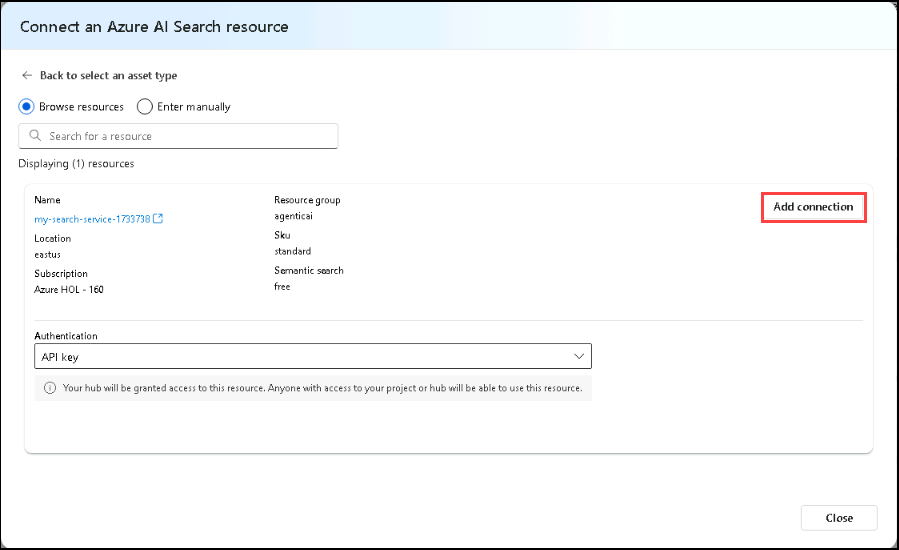 Connect an Azure AI Search resource
← Back to select an asset type
Browse resources Enter manually
Search for a resource
Displaying (1) resources
Name
my-search-service-1733738
Location
eastus
Subscription
Azure HOL - 160
Resource group
agenticai
Sku
standard
Semantic search
free
Add connection
Authentication
API key
Your hub will be granted access to this resource. Anyone with access to your project or hub will be able to use this resource.
Close